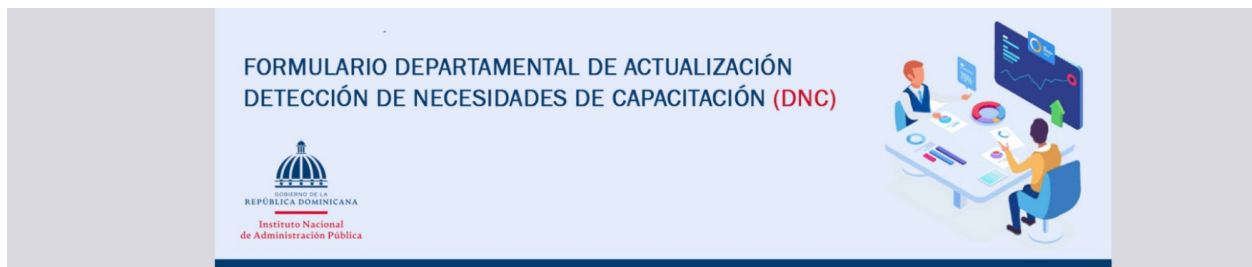 FORMULARIO DEPARTAMENTAL DE ACTUALIZACIÓN
DETECCIÓN DE NECESIDADES DE CAPACITACIÓN (DNC)
GOBIERNO DE LA
REPÚBLICA DOMINICANA
Instituto Nacional
de Administración Pública